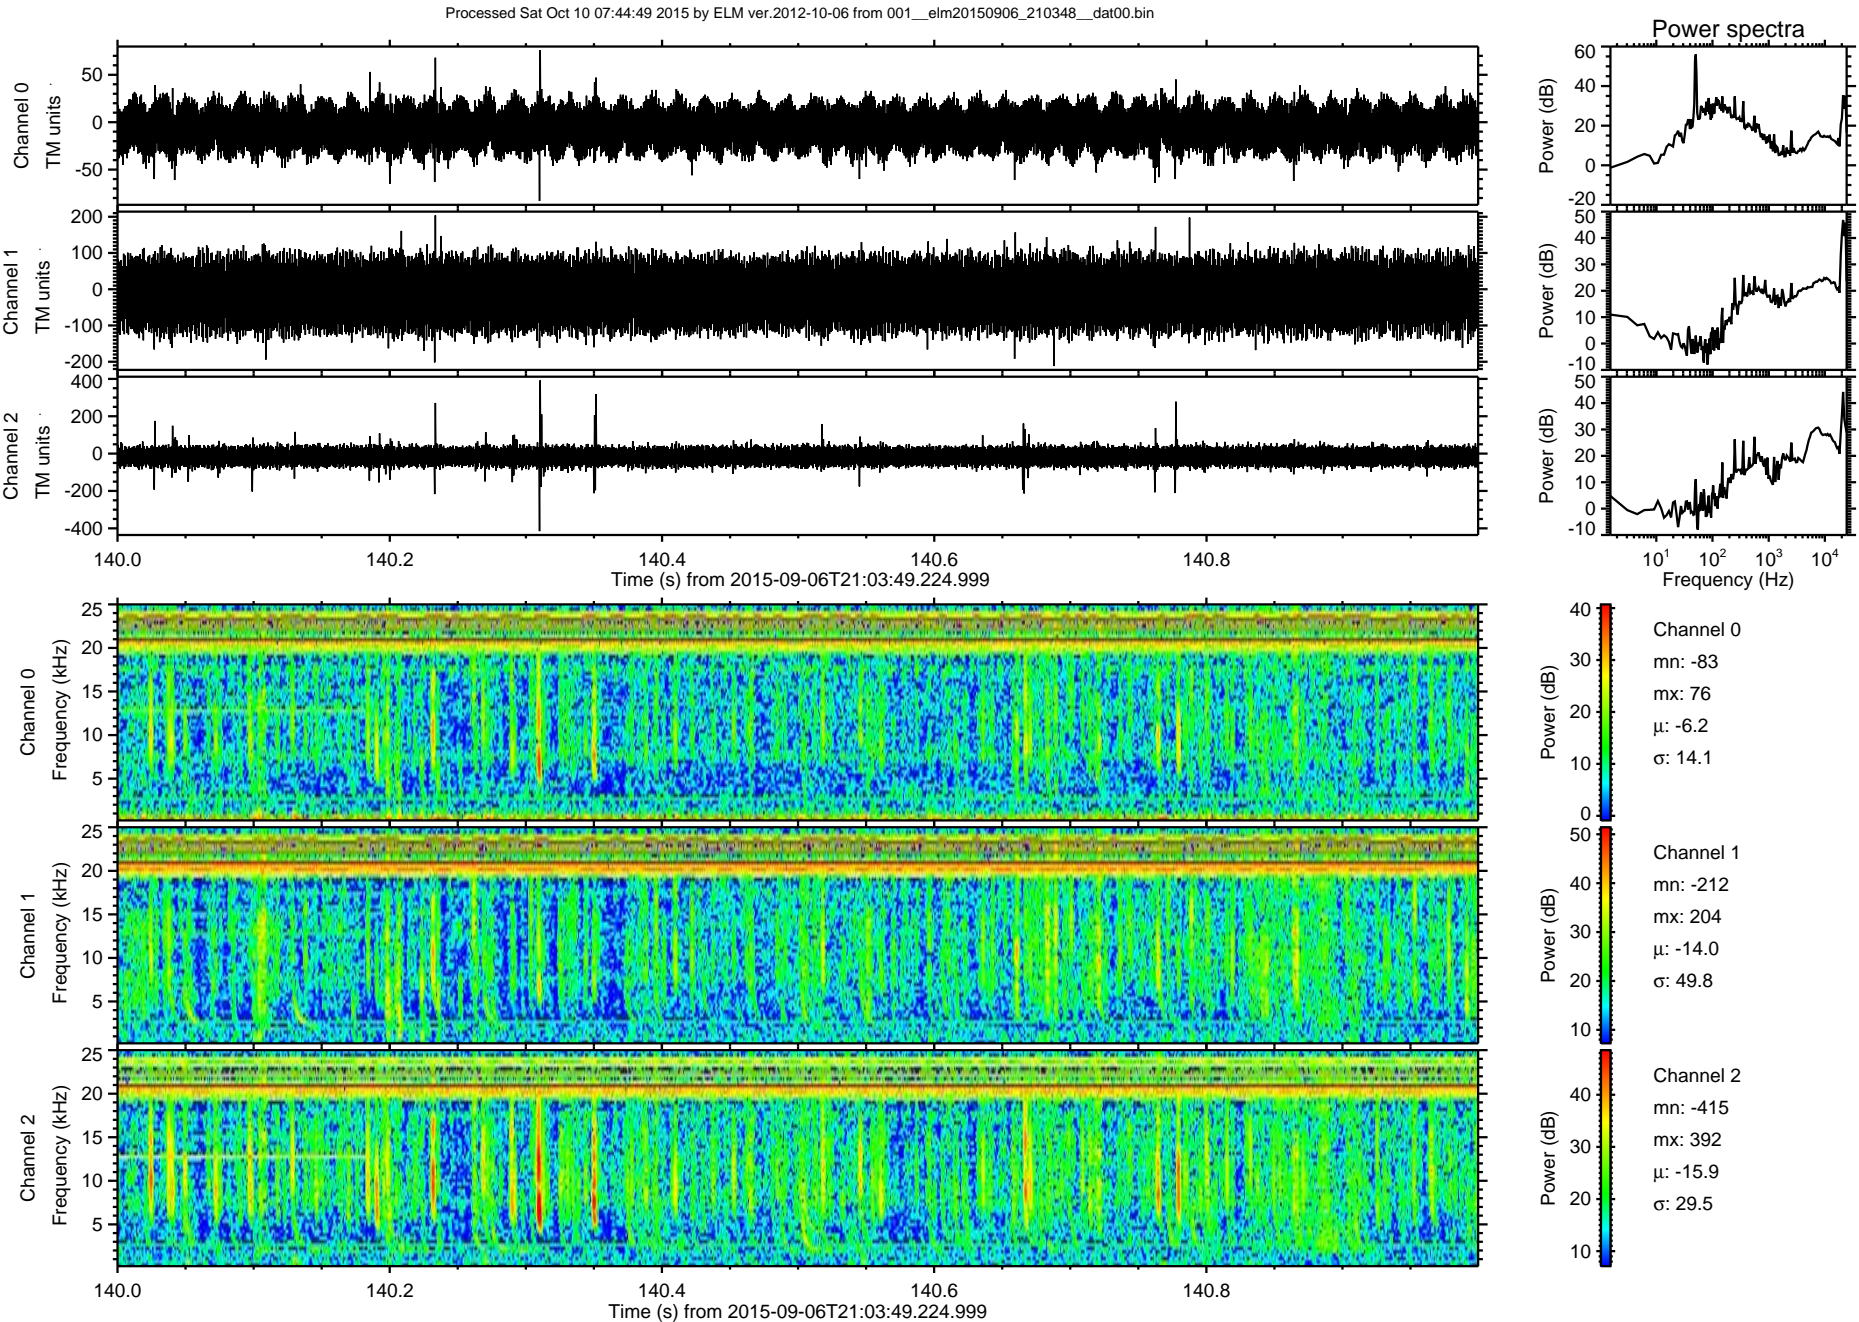 Processed Sat Oct 10 07:44:49 2015 by ELM ver.2012-10-06 from 001__elm20150906_210348__dat00.bin
Power spectra
Channel 0
TM units
50
0
-50
Power (dB)
60
40
20
0
-20
Channel 1
TM units
200
100
0
-100
-200
Power (dB)
50
40
30
20
10
0
-10
Channel 2
TM units
400
200
0
-200
-400
Power (dB)
50
40
30
20
10
0
-10
140.0 140.2 140.4 140.6 140.8
Time (s) from 2015-09-06T21:03:49.224.999
10¹ 10² 10³ 10⁴
Frequency (Hz)
Channel 0
Frequency (kHz)
25
20
15
10
5
Power (dB)
40
30
20
10
0
Channel 0
mn: -83
mx: 76
μ: -6.2
σ: 14.1
Channel 1
Frequency (kHz)
25
20
15
10
5
Power (dB)
50
40
30
20
10
Channel 1
mn: -212
mx: 204
μ: -14.0
σ: 49.8
Channel 2
Frequency (kHz)
25
20
15
10
5
Power (dB)
40
30
20
10
Channel 2
mn: -415
mx: 392
μ: -15.9
σ: 29.5
140.0 140.2 140.4 140.6 140.8
Time (s) from 2015-09-06T21:03:49.224.999